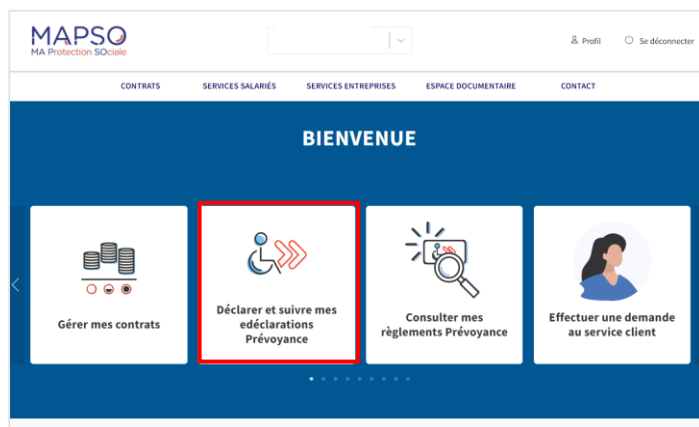 MAPSO
MA Protection SOciale
Profil
Se déconnecter
CONTRATS
SERVICES SALARIÉS
SERVICES ENTREPRISES
ESPACE DOCUMENTAIRE
CONTACT
BIENVENUE
Gérer mes contrats
Déclarer et suivre mes
edéclarations
Prévoyance
Consulter mes
règlements Prévoyance
Effectuer une demande
au service client